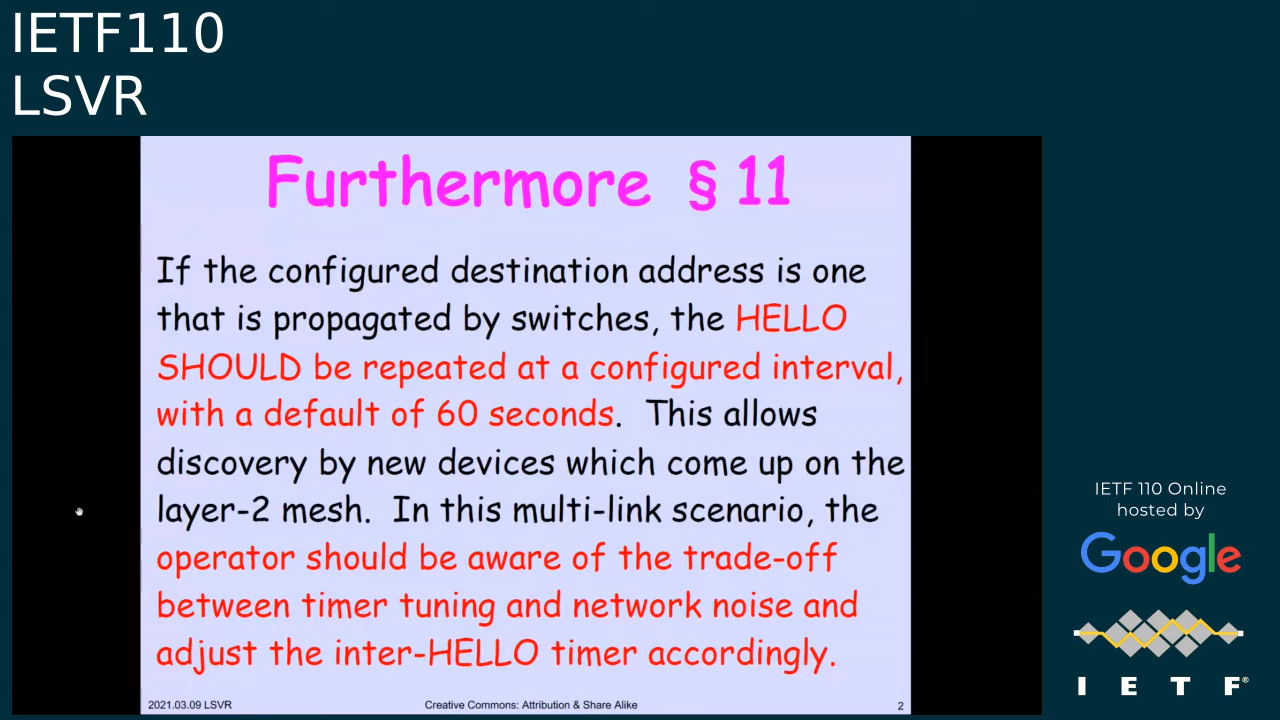 IETF110
LSVR
Furthermore § 11
If the configured destination address is one
that is propagated by switches, the HELLO
SHOULD be repeated at a configured interval,
with a default of 60 seconds. This allows
discovery by new devices which come up on the
layer-2 mesh. In this multi-link scenario, the
operator should be aware of the trade-off
between timer tuning and network noise and
adjust the inter-HELLO timer accordingly.
2021.03.09 LSVR
Creative Commons: Attribution & Share Alike
2
IETF 110 Online
hosted by
Google
I E T F®